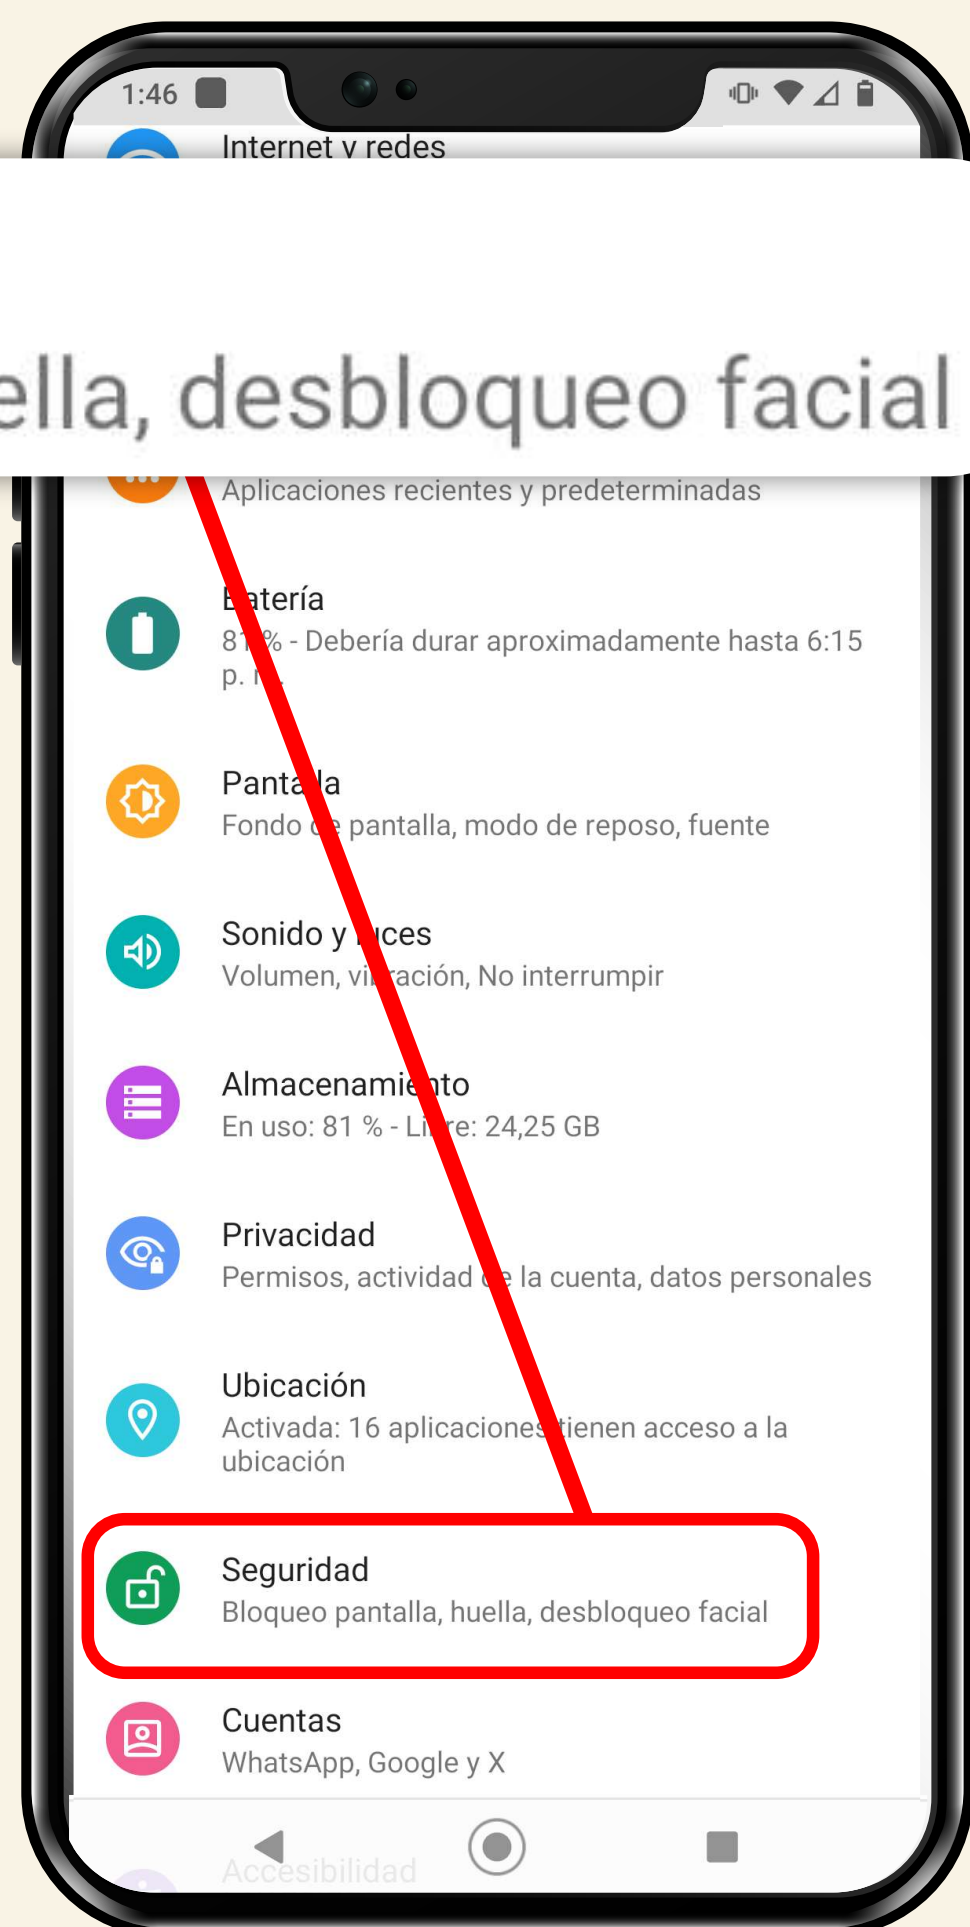 1:46
Internet y redes
ella, desbloqueo facial
Aplicaciones recientes y predeterminadas
Batería
81 % - Debería durar aproximadamente hasta 6:15
p. m.
Pantalla
Fondo de pantalla, modo de reposo, fuente
Sonido y luces
Volumen, vibración, No interrumpir
Almacenamiento
En uso: 81 % - Libre: 24,25 GB
Privacidad
Permisos, actividad de la cuenta, datos personales
Ubicación
Activada: 16 aplicaciones tienen acceso a la
ubicación
Seguridad
Bloqueo pantalla, huella, desbloqueo facial
Cuentas
WhatsApp, Google y X
Accesibilidad